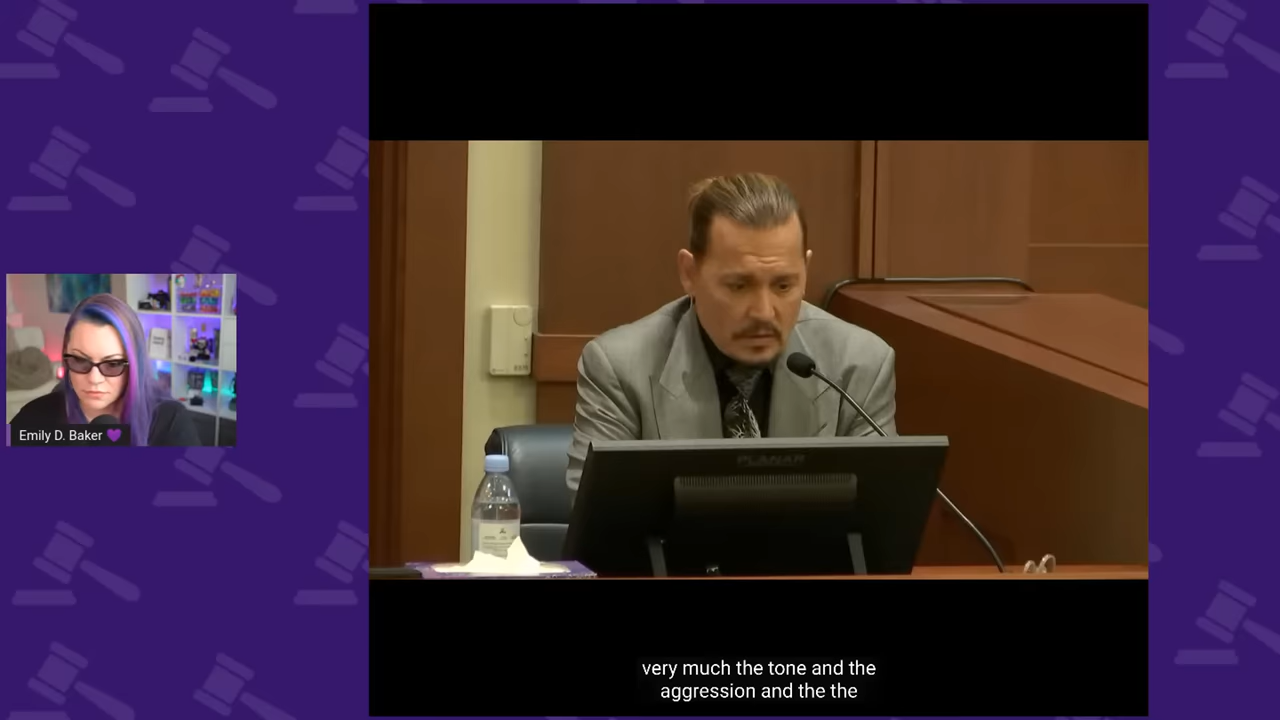 PLANAR
Emily D. Baker 💜
very much the tone and the
aggression and the the